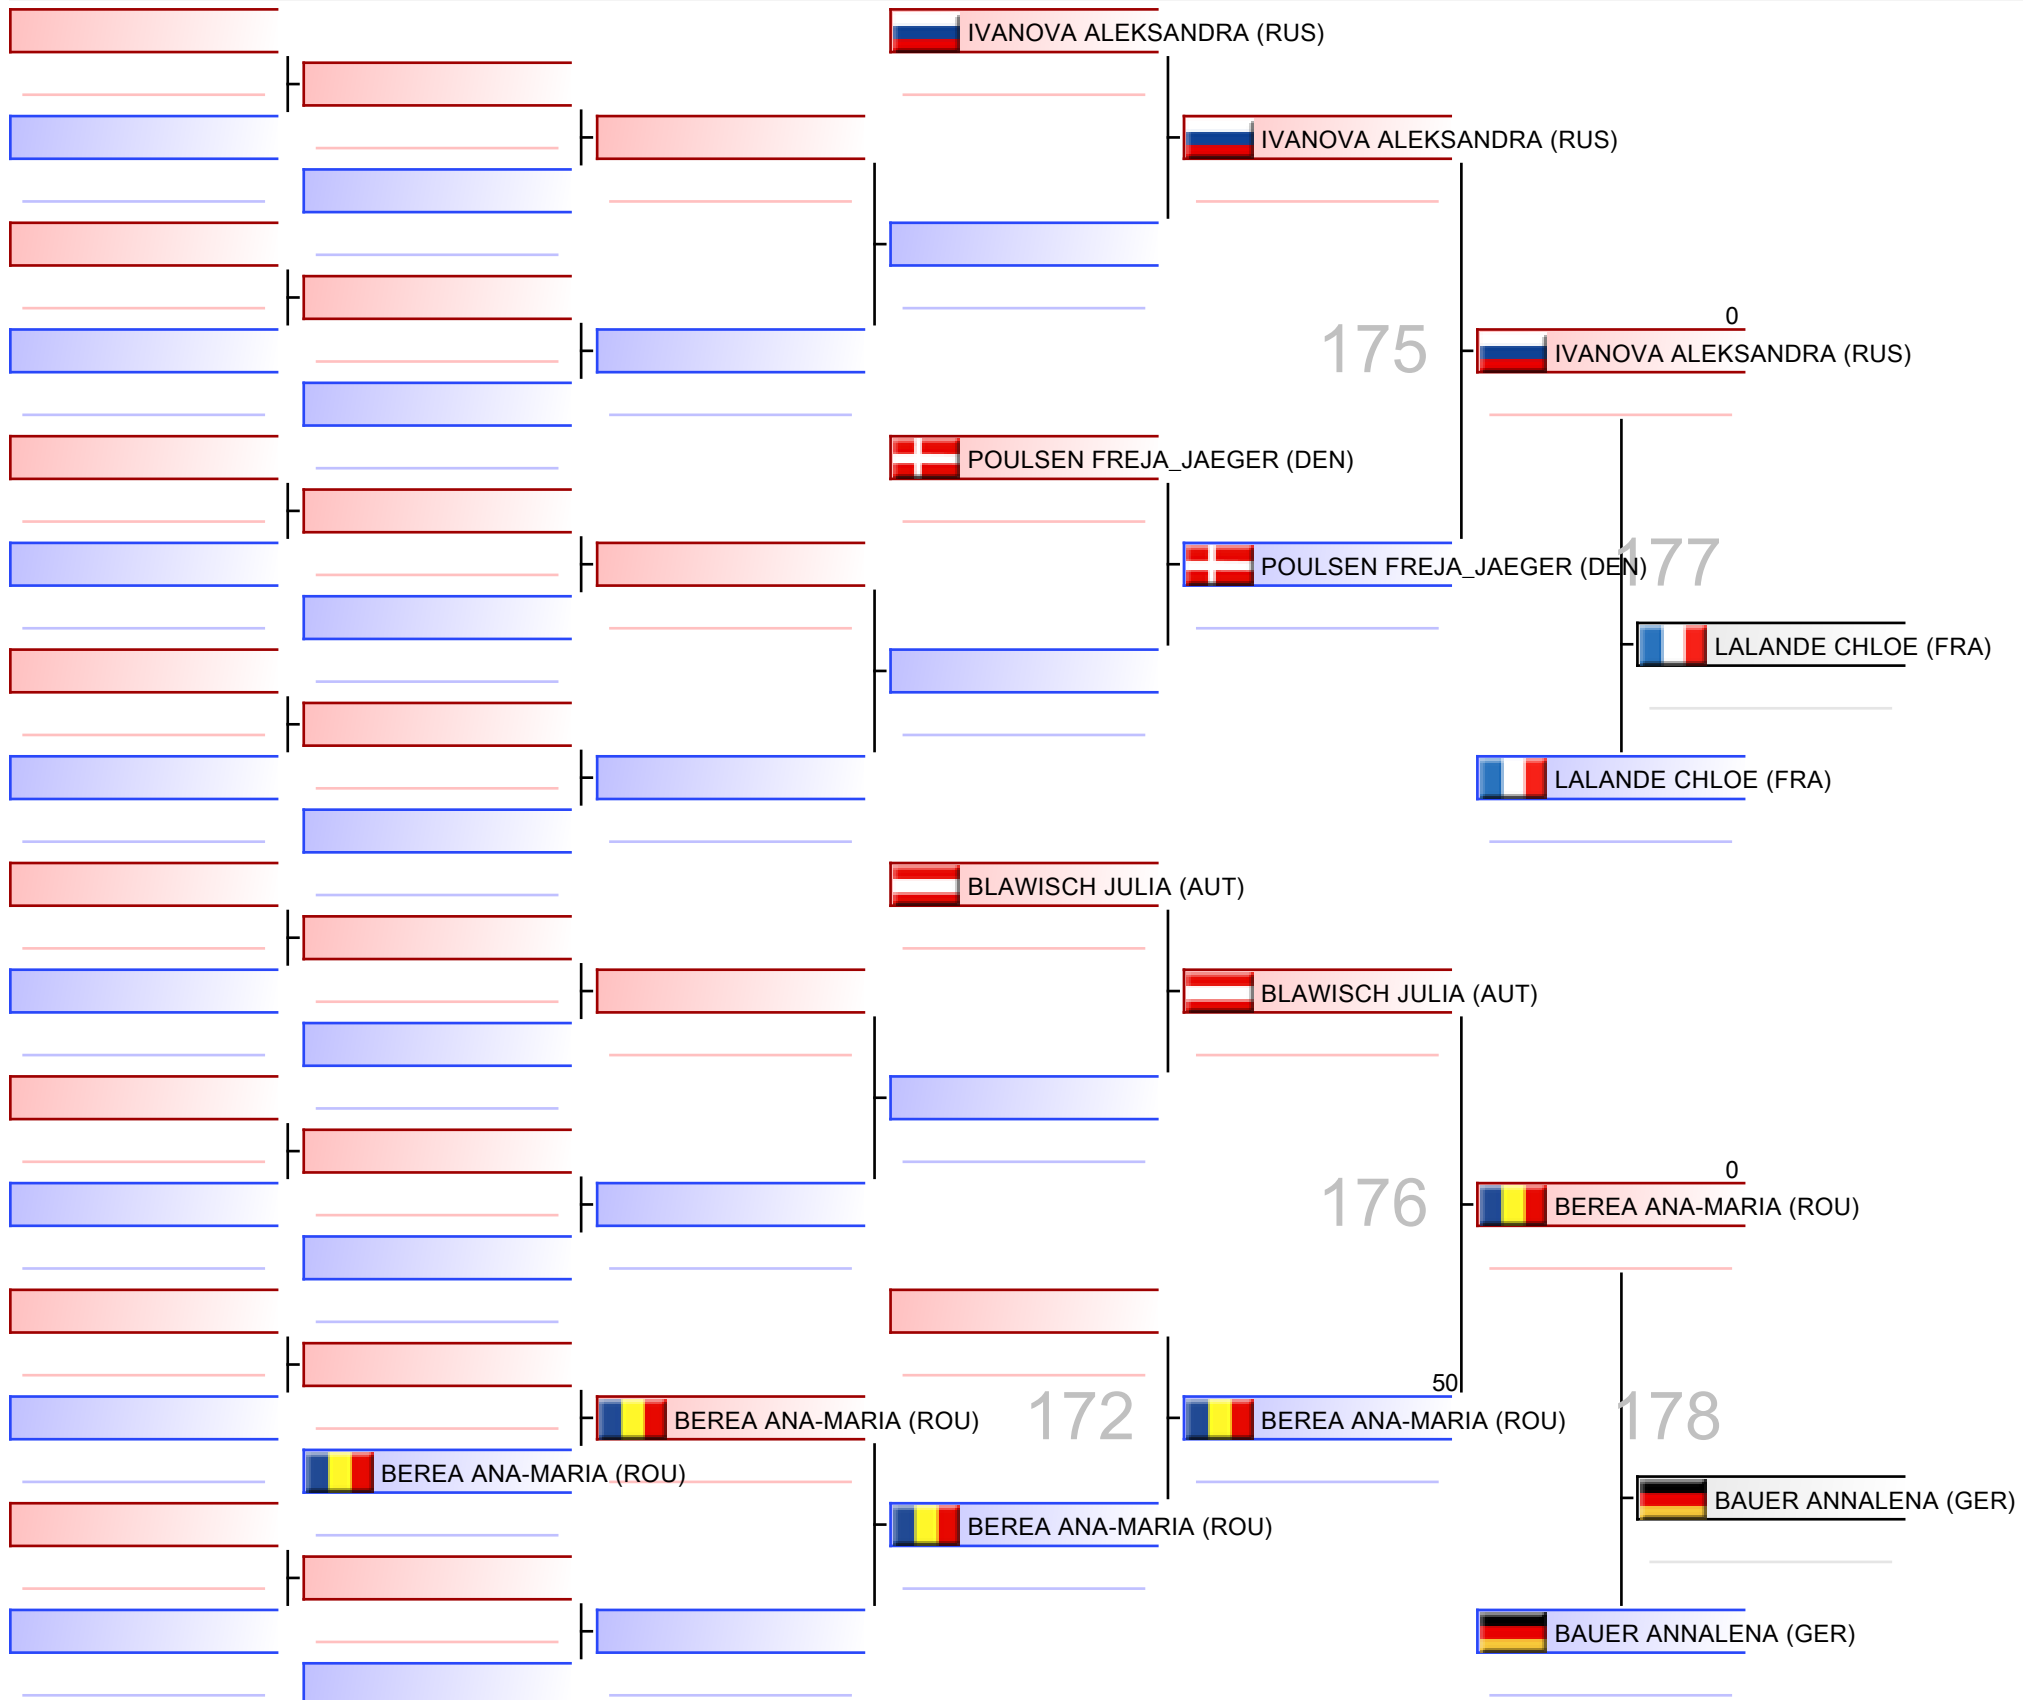 IVANOVA ALEKSANDRA (RUS)
IVANOVA ALEKSANDRA (RUS)
0
175
IVANOVA ALEKSANDRA (RUS)
POULSEN FREJA_JAEGER (DEN)
177
POULSEN FREJA_JAEGER (DEN)
LALANDE CHLOE (FRA)
LALANDE CHLOE (FRA)
BLAWISCH JULIA (AUT)
BLAWISCH JULIA (AUT)
0
176
BEREA ANA-MARIA (ROU)
50
BEREA ANA-MARIA (ROU)
172
BEREA ANA-MARIA (ROU)
178
BEREA ANA-MARIA (ROU)
BAUER ANNALENA (GER)
BEREA ANA-MARIA (ROU)
BAUER ANNALENA (GER)